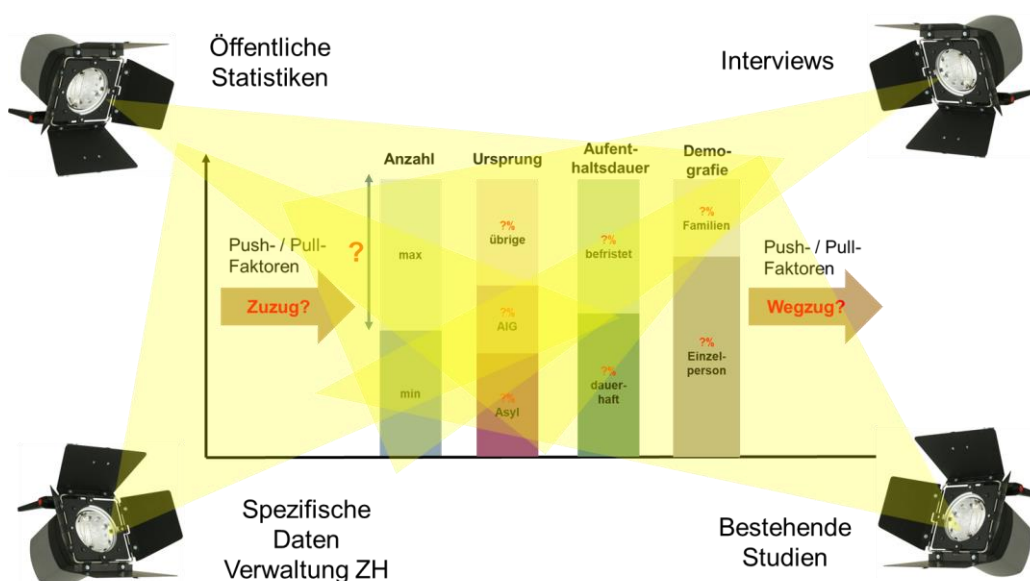 Öffentliche
Statistiken
Interviews
Anzahl
Ursprung
Aufent-
haltsdauer
Demo-
grafie
Push- / Pull-
Faktoren
Zuzug?
?
max
min
?%
übrige
?%
AIG
?%
Asyl
?%
befristet
?%
dauer-
haft
?%
Familien
?%
Einzel-
person
Push- / Pull-
Faktoren
Wegzug?
Spezifische
Daten
Verwaltung ZH
Bestehende
Studien